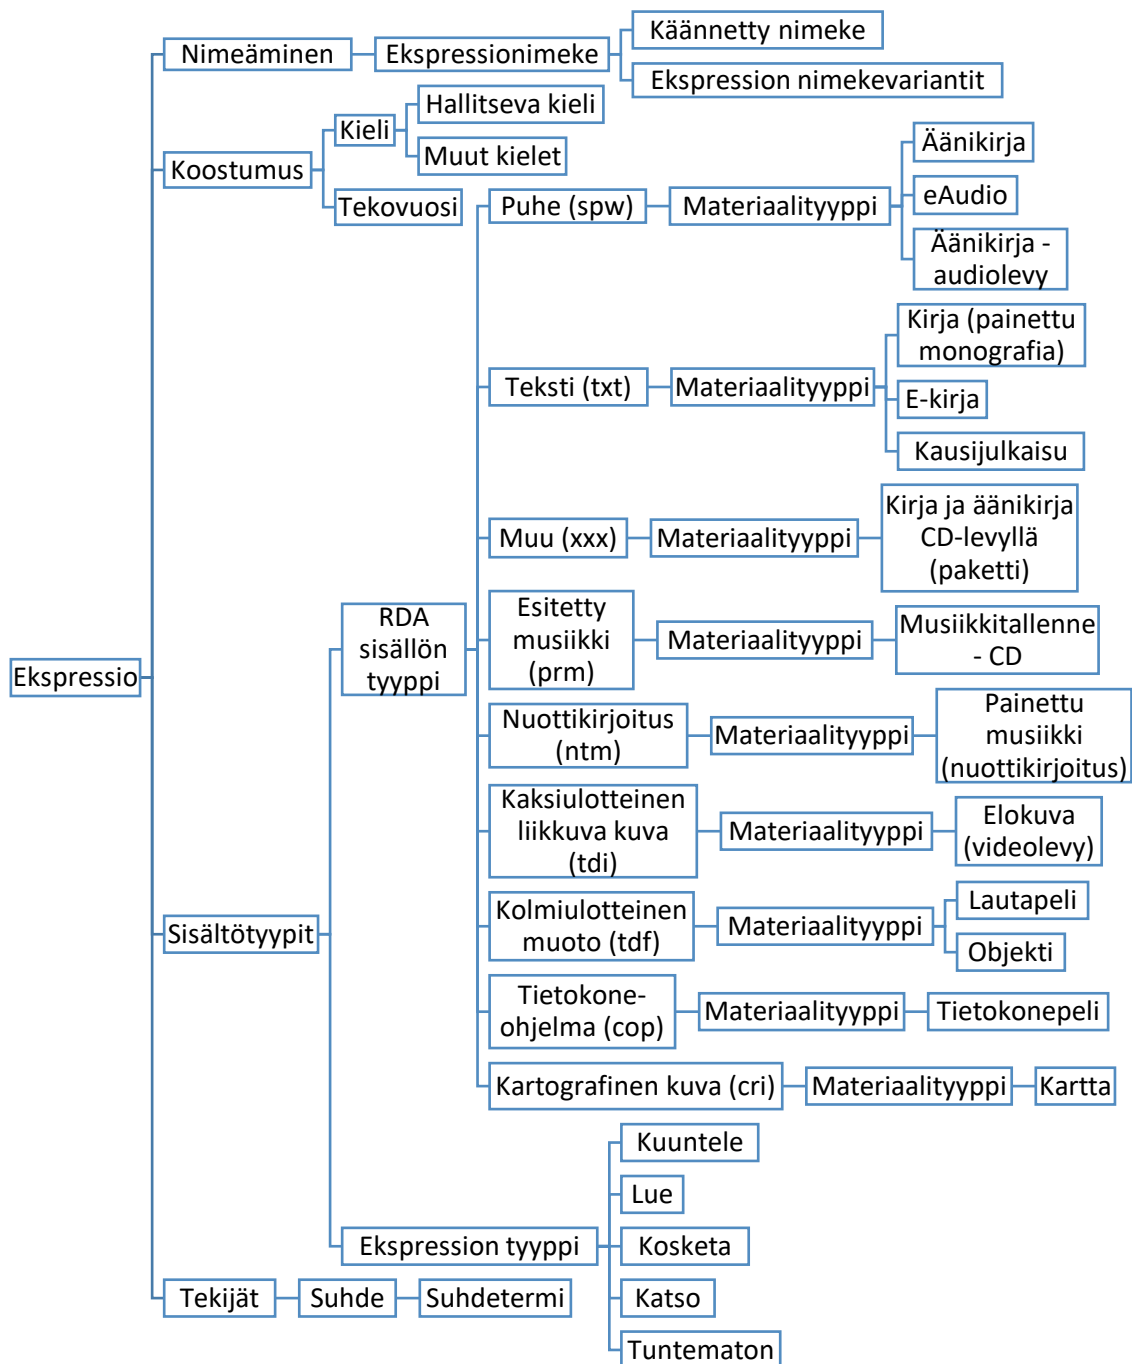 Ekspressio
Nimeäminen
Ekspressionimeke
Käännetty nimeke
Ekspression nimekevariantit
Koostumus
Kieli
Hallitseva kieli
Muut kielet
Tekovuosi
Sisältötyypit
RDA
sisällön
tyyppi
Puhe (spw)
Materiaalityyppi
Äänikirja
eAudio
Äänikirja -
audiolevy
Teksti (txt)
Materiaalityyppi
Kirja (painettu
monografia)
E-kirja
Kausijulkaisu
Muu (xxx)
Materiaalityyppi
Kirja ja äänikirja
CD-levyllä
(paketti)
Esitetty
musiikki
(prm)
Materiaalityyppi
Musiikkitallenne
- CD
Nuottikirjoitus
(ntm)
Materiaalityyppi
Painettu
musiikki
(nuottikirjoitus)
Kaksiulotteinen
liikkuva kuva
(tdi)
Materiaalityyppi
Elokuva
(videolevy)
Kolmiulotteinen
muoto (tdf)
Materiaalityyppi
Lautapeli
Objekti
Tietokone-
ohjelma (cop)
Materiaalityyppi
Tietokonepeli
Kartografinen kuva (cri)
Materiaalityyppi
Kartta
Ekspression tyyppi
Kuuntele
Lue
Kosketa
Katso
Tuntematon
Tekijät
Suhde
Suhdetermi